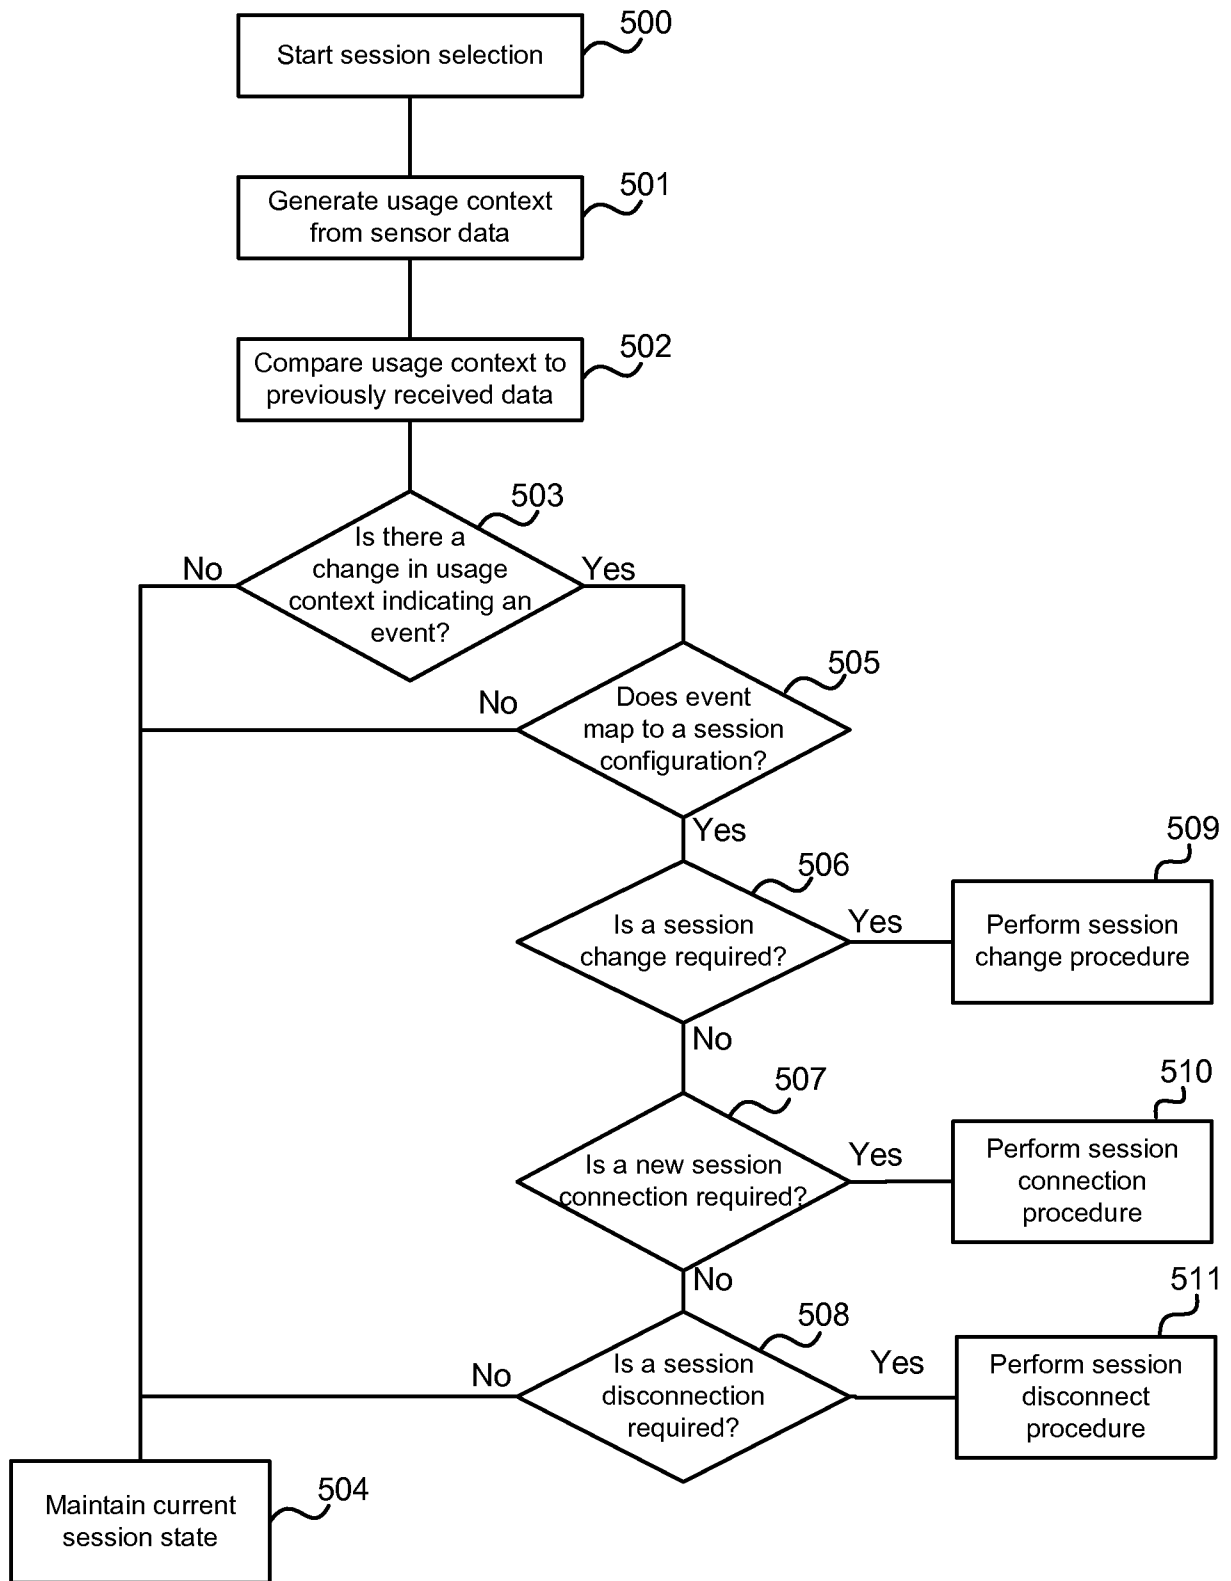 500
Start session selection
501
Generate usage context
from sensor data
502
Compare usage context to
previously received data
503
Is there a
change in usage
context indicating an
event?
No
Yes
505
Does event
map to a session
configuration?
No
Yes
506
Is a session
change required?
Yes
509
Perform session
change procedure
No
507
Is a new session
connection required?
Yes
510
Perform session
connection
procedure
No
508
Is a session
disconnection
required?
No
Yes
511
Perform session
disconnect
procedure
504
Maintain current
session state